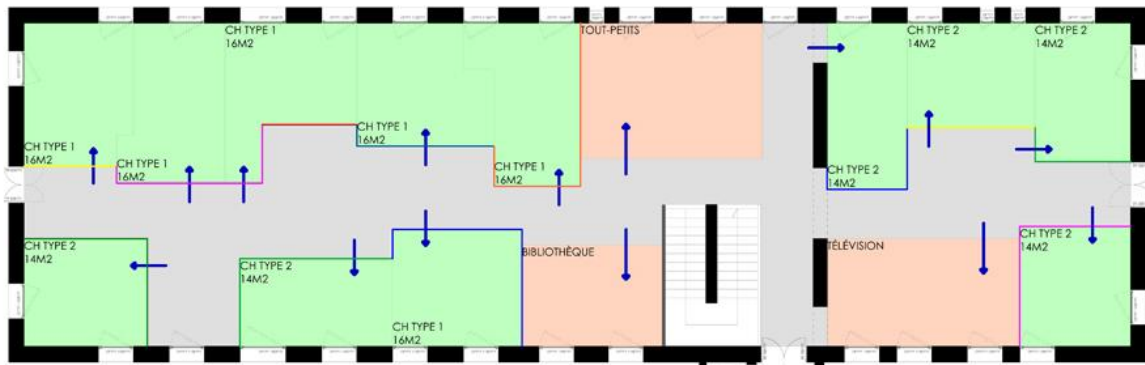 CH TYPE 1
16M2
TOUT-PETITS
CH TYPE 2
14M2
CH TYPE 2
14M2
CH TYPE 1
16M2
CH TYPE 1
16M2
CH TYPE 1
16M2
CH TYPE 1
16M2
CH TYPE 2
14M2
CH TYPE 2
14M2
CH TYPE 2
14M2
BIBLIOTHÈQUE
TÉLÉVISION
CH TYPE 2
14M2
CH TYPE 1
16M2